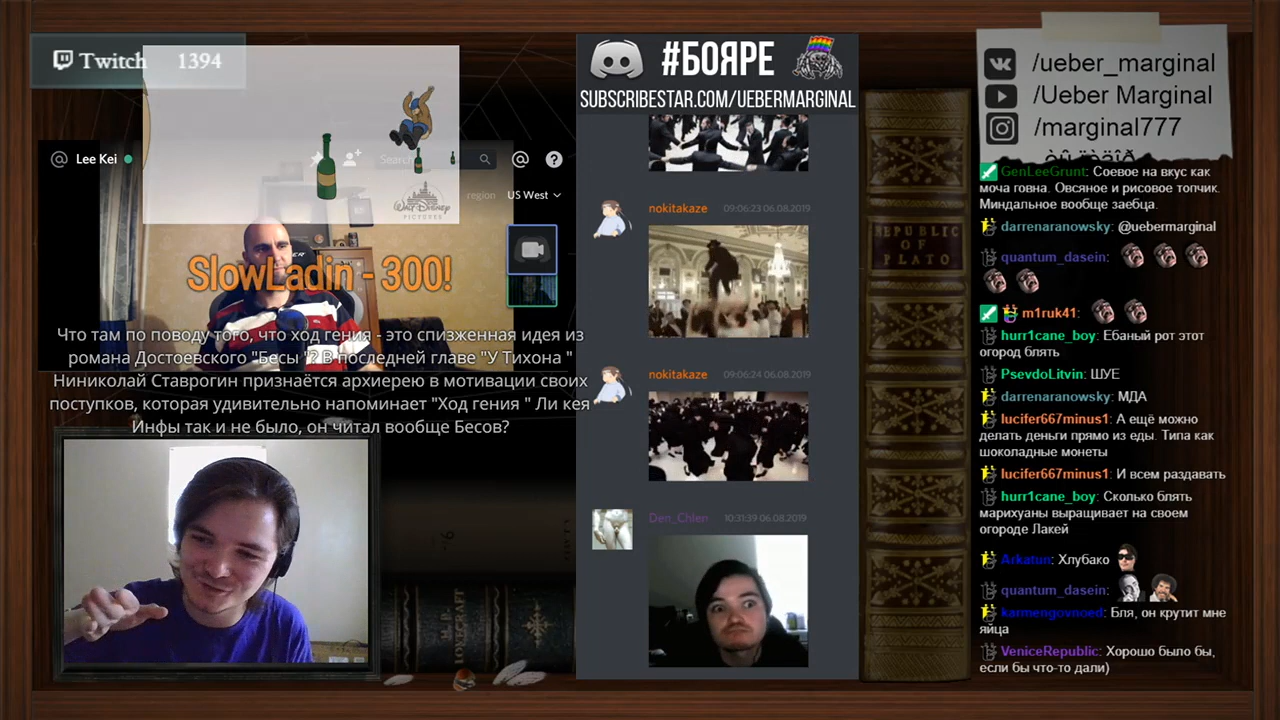 Twitch 1394
Lee Kei
Search
region
US West
WALT DISNEY
PICTURES
SlowLadin - 300!
Что там по поводу того, что ход гения - это спизженная идея из
романа Достоевского "Бесы"? В последней главе "У Тихона "
Нининиколай Ставрогин признаётся архиерею в мотивации своих
поступков, которая удивительно напоминает "Ход гения " Ли кея
Инфы так и не было, он читал вообще Бесов?
H.P.
LOVECRAFT
#БОЯРЕ
SUBSCRIBESTAR.COM/UEBERMARGINAL
nokitakaze 09:06:23 06.08.2019
nokitakaze 09:06:24 06.08.2019
Den_Chlen 10:31:39 06.08.2019
REPUBLIC
OF
PLATO
/ueber_marginal
/Ueber Marginal
/marginal777
GenLeeGrunt: Соевое на вкус как
моча говна. Овсяное и рисовое топчик.
Миндальное вообще заебца.
darrenaranowsky: @uebermarginal
quantum_dasein:
m1ruk41:
hurr1cane_boy: Ебаный рот этот
огород блять
PsevdoLitvin: ШУЕ
darrenaranowsky: МДА
lucifer667minus1: А ещё можно
делать деньги прямо из еды. Типа как
шоколадные монеты
lucifer667minus1: И всем раздавать
hurr1cane_boy: Сколько блять
марихуаны выращивает на своем
огороде Лакей
Arkatun: Хлубако
quantum_dasein:
karmengovnoed: Бля, он крутит мне
яйца
VeniceRepublic: Хорошо было бы,
если бы что-то дали)